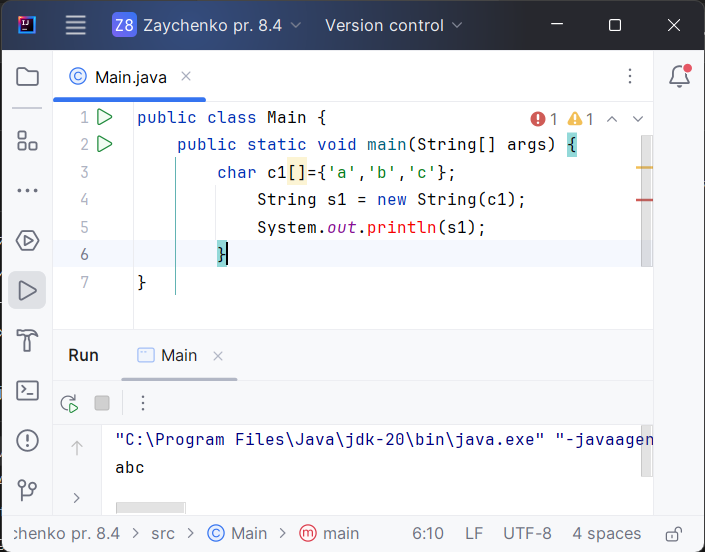 Z8 Zaychenko pr. 8.4 Version control
Main.java
1 public class Main { 1 1
2 public static void main(String[] args) {
3 char c1[]={'a','b','c'};
4 String s1 = new String(c1);
5 System.out.println(s1);
6 }
7 }
Run Main
"C:\Program Files\Java\jdk-20\bin\java.exe" "-javaagen
abc
chenko pr. 8.4 > src > Main > main 6:10 LF UTF-8 4 spaces